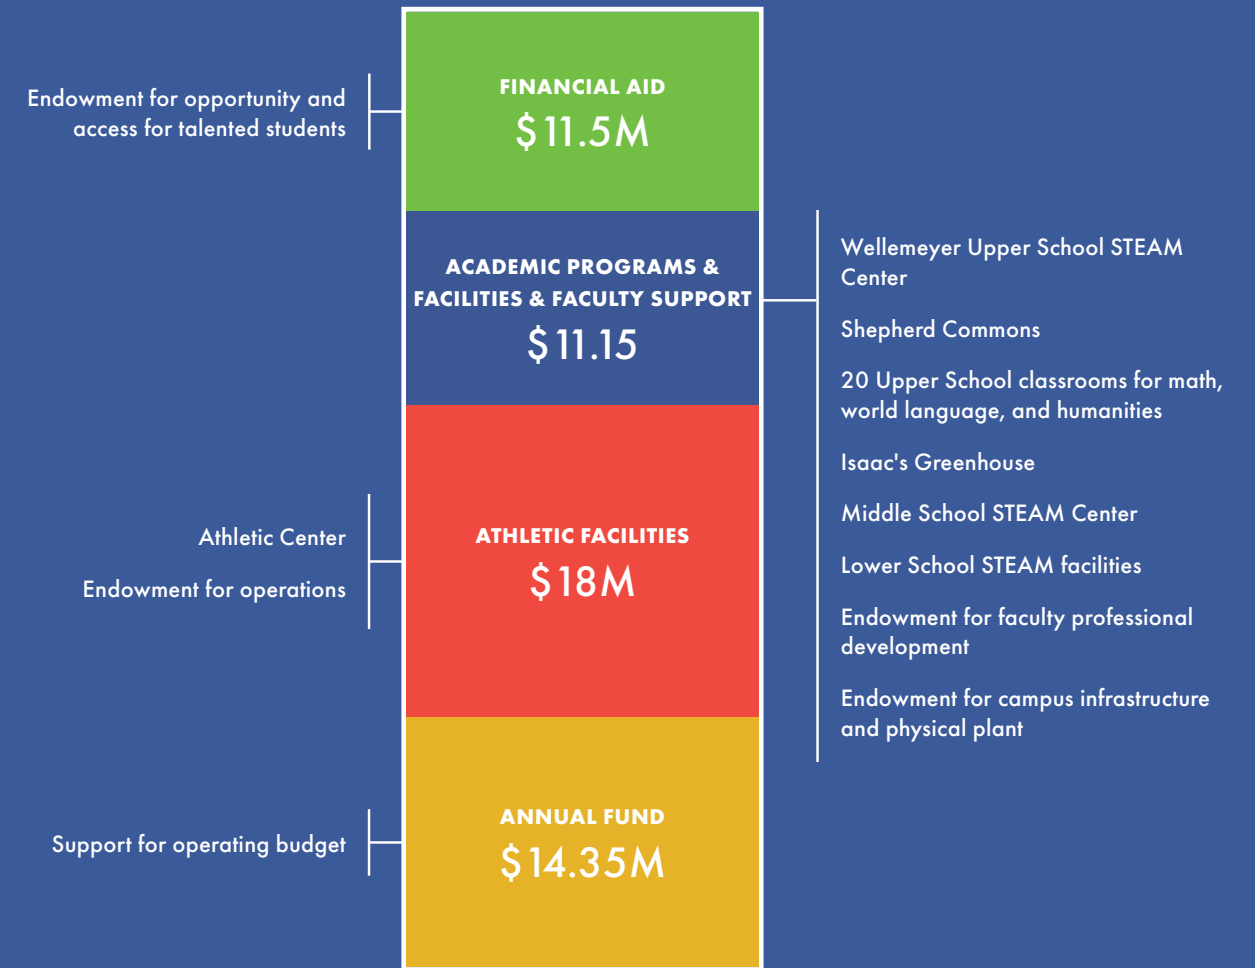 Endowment for opportunity and
access for talented students
FINANCIAL AID
$11.5M
ACADEMIC PROGRAMS &
FACILITIES & FACULTY SUPPORT
$11.15
Wellemeyer Upper School STEAM
Center
Shepherd Commons
20 Upper School classrooms for math,
world language, and humanities
Isaac's Greenhouse
Middle School STEAM Center
Lower School STEAM facilities
Endowment for faculty professional
development
Endowment for campus infrastructure
and physical plant
Athletic Center
Endowment for operations
ATHLETIC FACILITIES
$18M
Support for operating budget
ANNUAL FUND
$14.35M